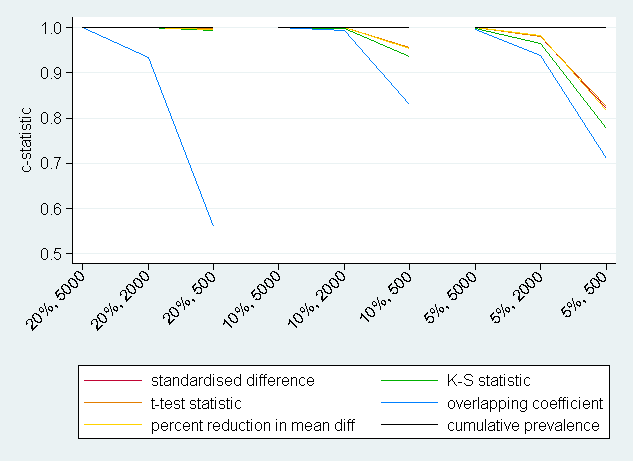 1.0
0.9
0.8
0.7
0.6
0.5
c-statistic
20%, 5000
20%, 2000
20%, 500
10%, 5000
10%, 2000
10%, 500
5%, 5000
5%, 2000
5%, 500
standardised difference
K-S statistic
t-test statistic
overlapping coefficient
percent reduction in mean diff
cumulative prevalence